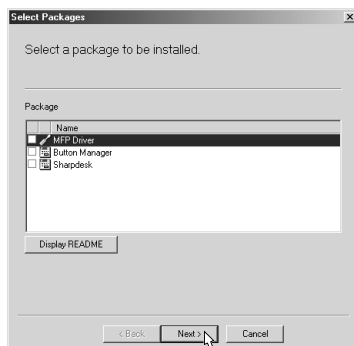 Select Packages
Select a package to be installed.
Package
Name
MFP Driver
Button Manager
Sharpdesk
Display README
< Back
Next >
Cancel